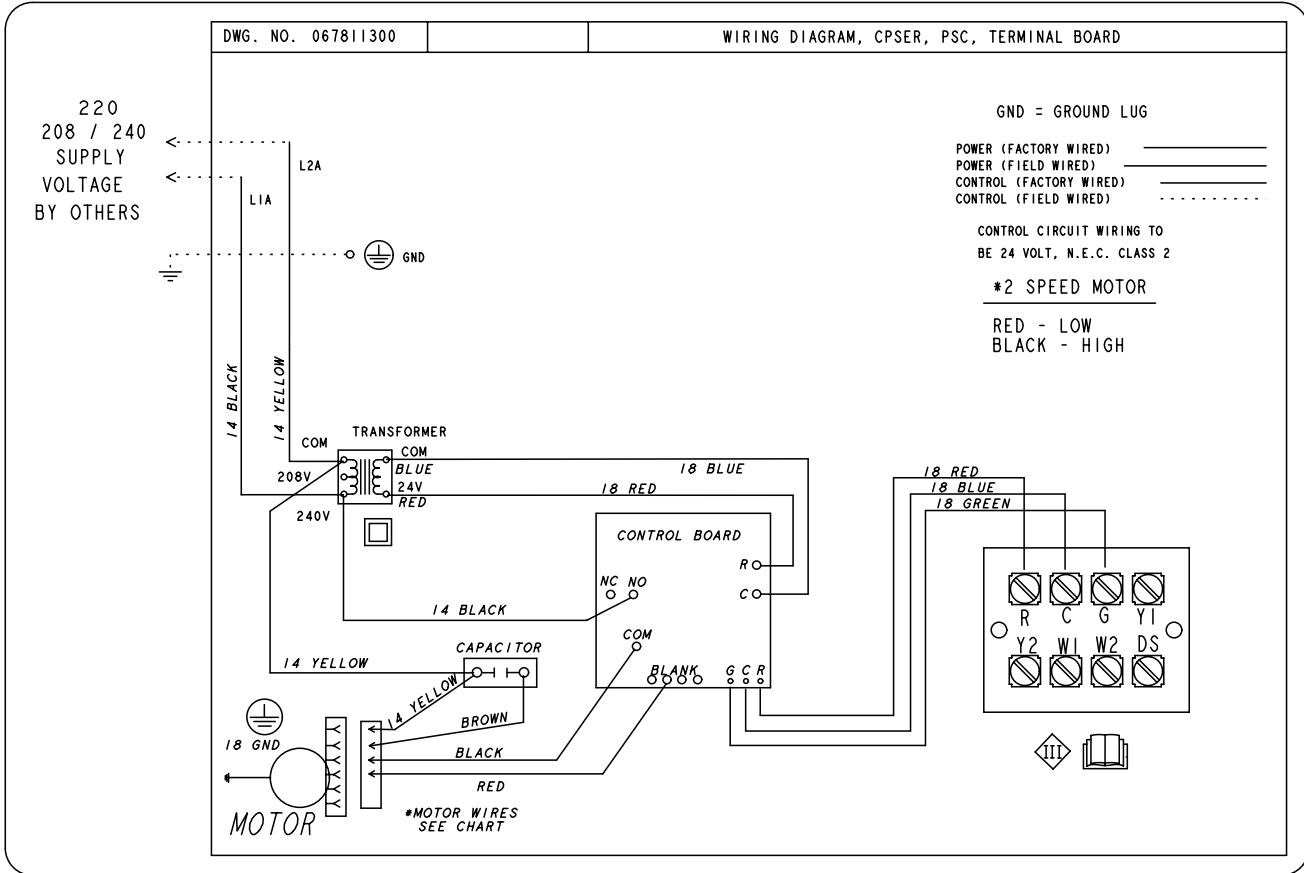 DWG. NO. 067811300
WIRING DIAGRAM, CPSER, PSC, TERMINAL BOARD
220
208 / 240
SUPPLY
VOLTAGE
BY OTHERS
L2A
L1A
GND
GND = GROUND LUG
POWER (FACTORY WIRED)
POWER (FIELD WIRED)
CONTROL (FACTORY WIRED)
CONTROL (FIELD WIRED)
CONTROL CIRCUIT WIRING TO
BE 24 VOLT, N.E.C. CLASS 2
*2 SPEED MOTOR
RED - LOW
BLACK - HIGH
14 BLACK
14 YELLOW
TRANSFORMER
COM
COM
BLUE
208V
24V
RED
240V
18 BLUE
18 RED
18 RED
18 BLUE
18 GREEN
CONTROL BOARD
R
NC NO
C
14 BLACK
COM
CAPACITOR
14 YELLOW
BLANK
G C R
14 YELLOW
BROWN
18 GND
BLACK
RED
MOTOR
*MOTOR WIRES
SEE CHART
R C G Y1
Y2 W1 W2 DS
III